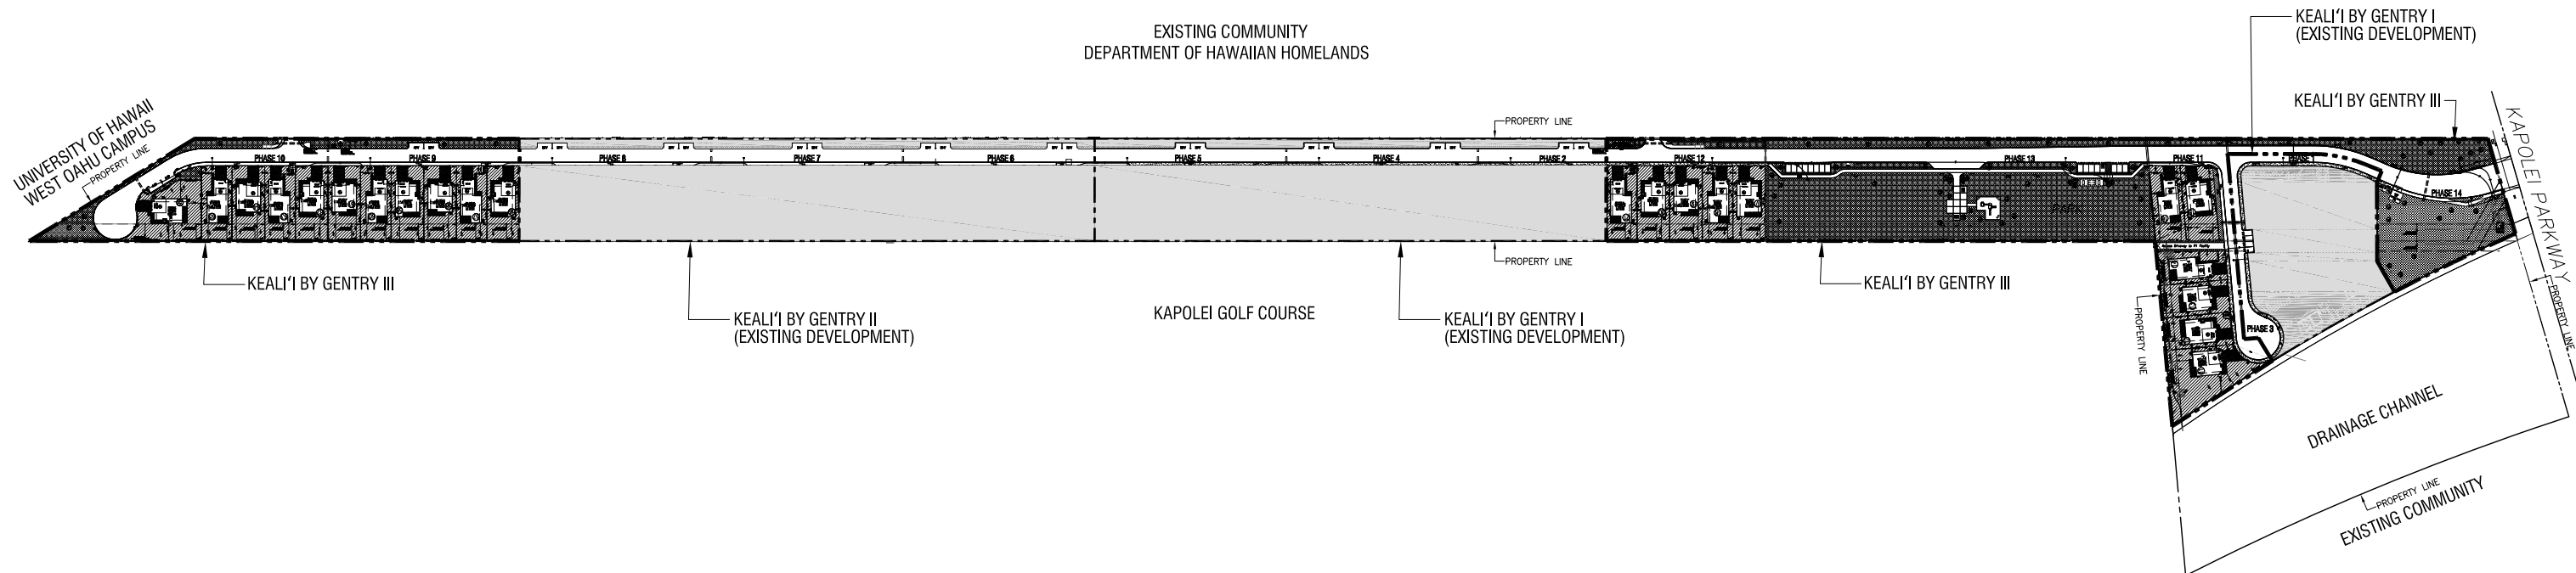 EXISTING COMMUNITY
DEPARTMENT OF HAWAIIAN HOMELANDS
KEALI'I BY GENTRY I
(EXISTING DEVELOPMENT)
KEALI'I BY GENTRY III
KAPOLEI PARKWAY
UNIVERSITY OF HAWAII
WEST OAHU CAMPUS
PROPERTY LINE
PROPERTY LINE
PHASE 10
PHASE 9
PHASE 8
PHASE 7
PHASE 6
PHASE 5
PHASE 4
PHASE 2
PHASE 12
PHASE 13
PHASE 11
PHASE 1
PHASE 14
PARK
PROPERTY LINE
KEALI'I BY GENTRY III
KEALI'I BY GENTRY II
(EXISTING DEVELOPMENT)
KAPOLEI GOLF COURSE
KEALI'I BY GENTRY I
(EXISTING DEVELOPMENT)
KEALI'I BY GENTRY III
PROPERTY LINE
PHASE 3
PROPERTY LINE
DRAINAGE CHANNEL
PROPERTY LINE
EXISTING COMMUNITY